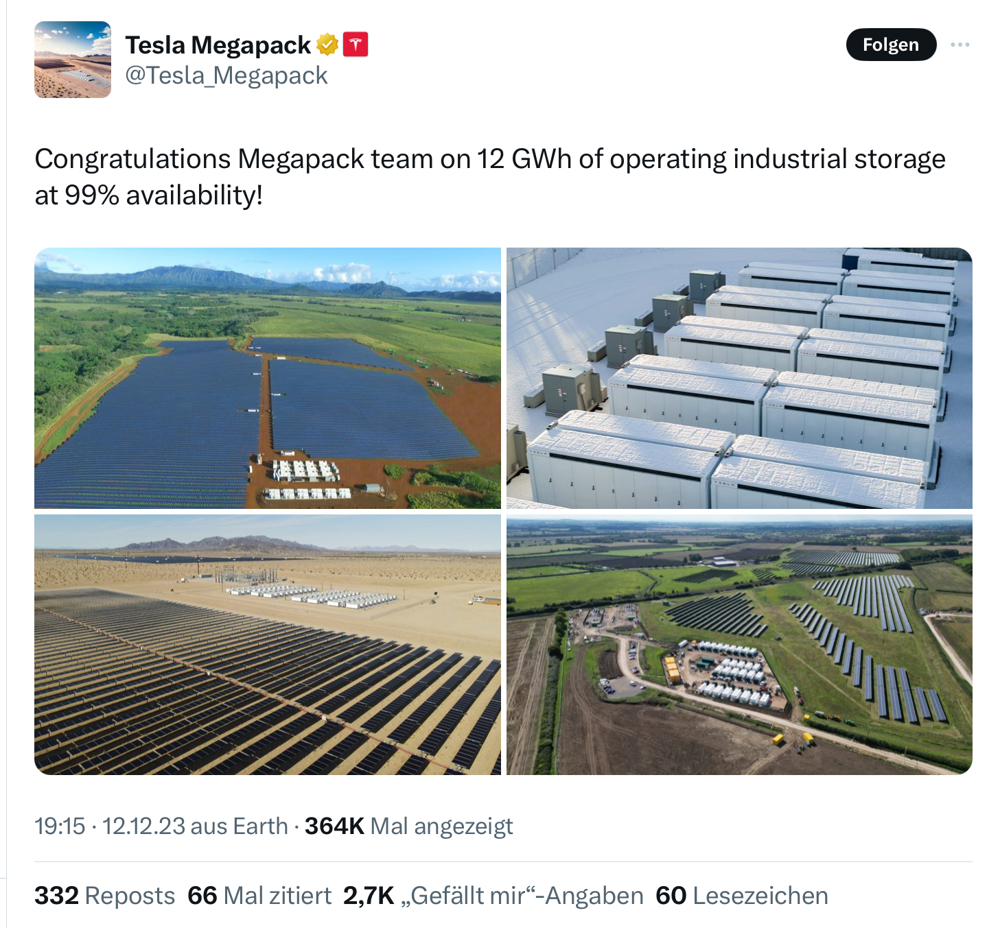 Tesla Megapack
@Tesla_Megapack
Folgen
Congratulations Megapack team on 12 GWh of operating industrial storage
at 99% availability!
19:15 · 12.12.23 aus Earth · 364K Mal angezeigt
332 Reposts 66 Mal zitiert 2,7K „Gefällt mir“-Angaben 60 Lesezeichen